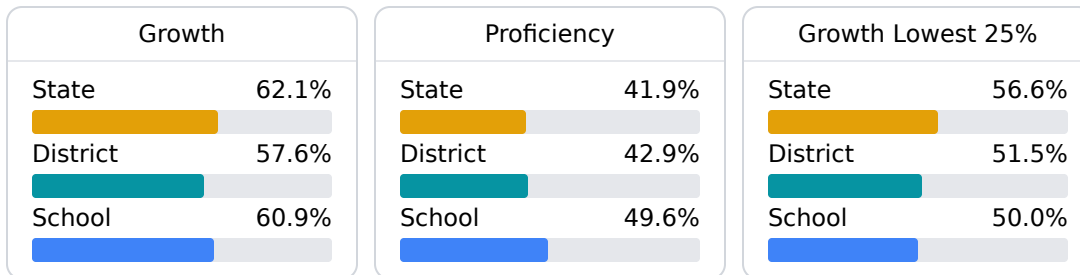 Growth
State 62.1%
District 57.6%
School 60.9%
Proficiency
State 41.9%
District 42.9%
School 49.6%
Growth Lowest 25%
State 56.6%
District 51.5%
School 50.0%